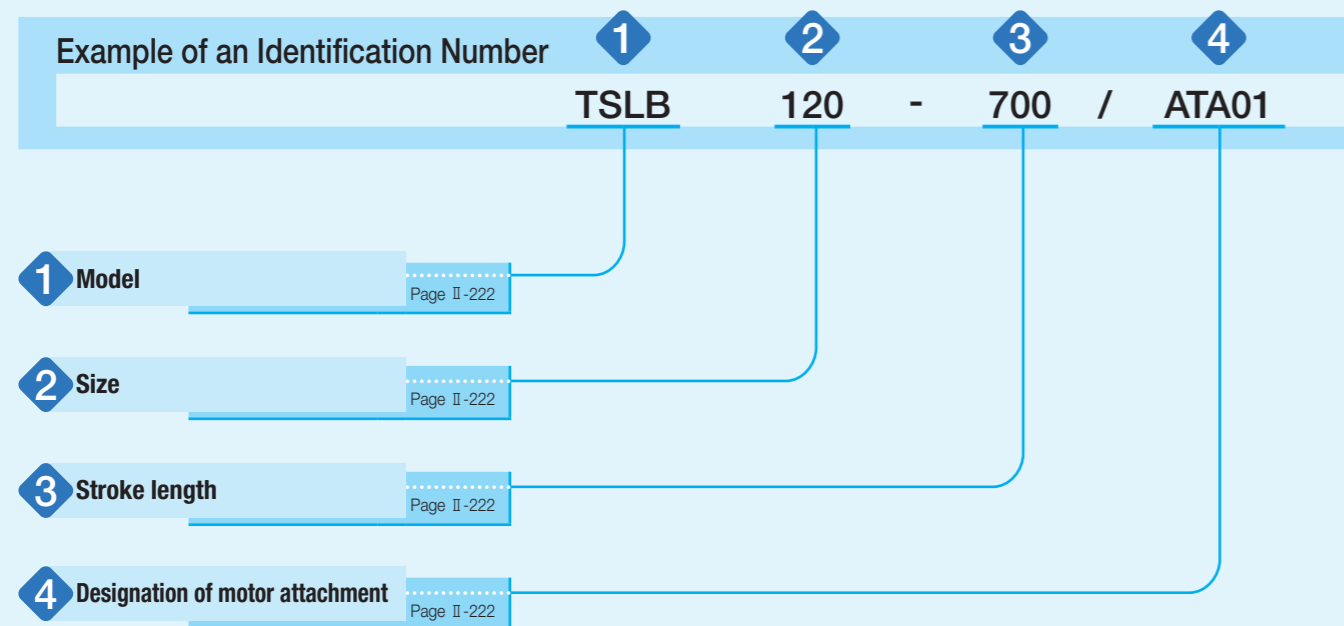 Example of an Identification Number
1 2 3 4
TSLB 120 - 700 / ATA01
1 Model
Page Ⅱ-222
2 Size
Page Ⅱ-222
3 Stroke length
Page Ⅱ-222
4 Designation of motor attachment
Page Ⅱ-222